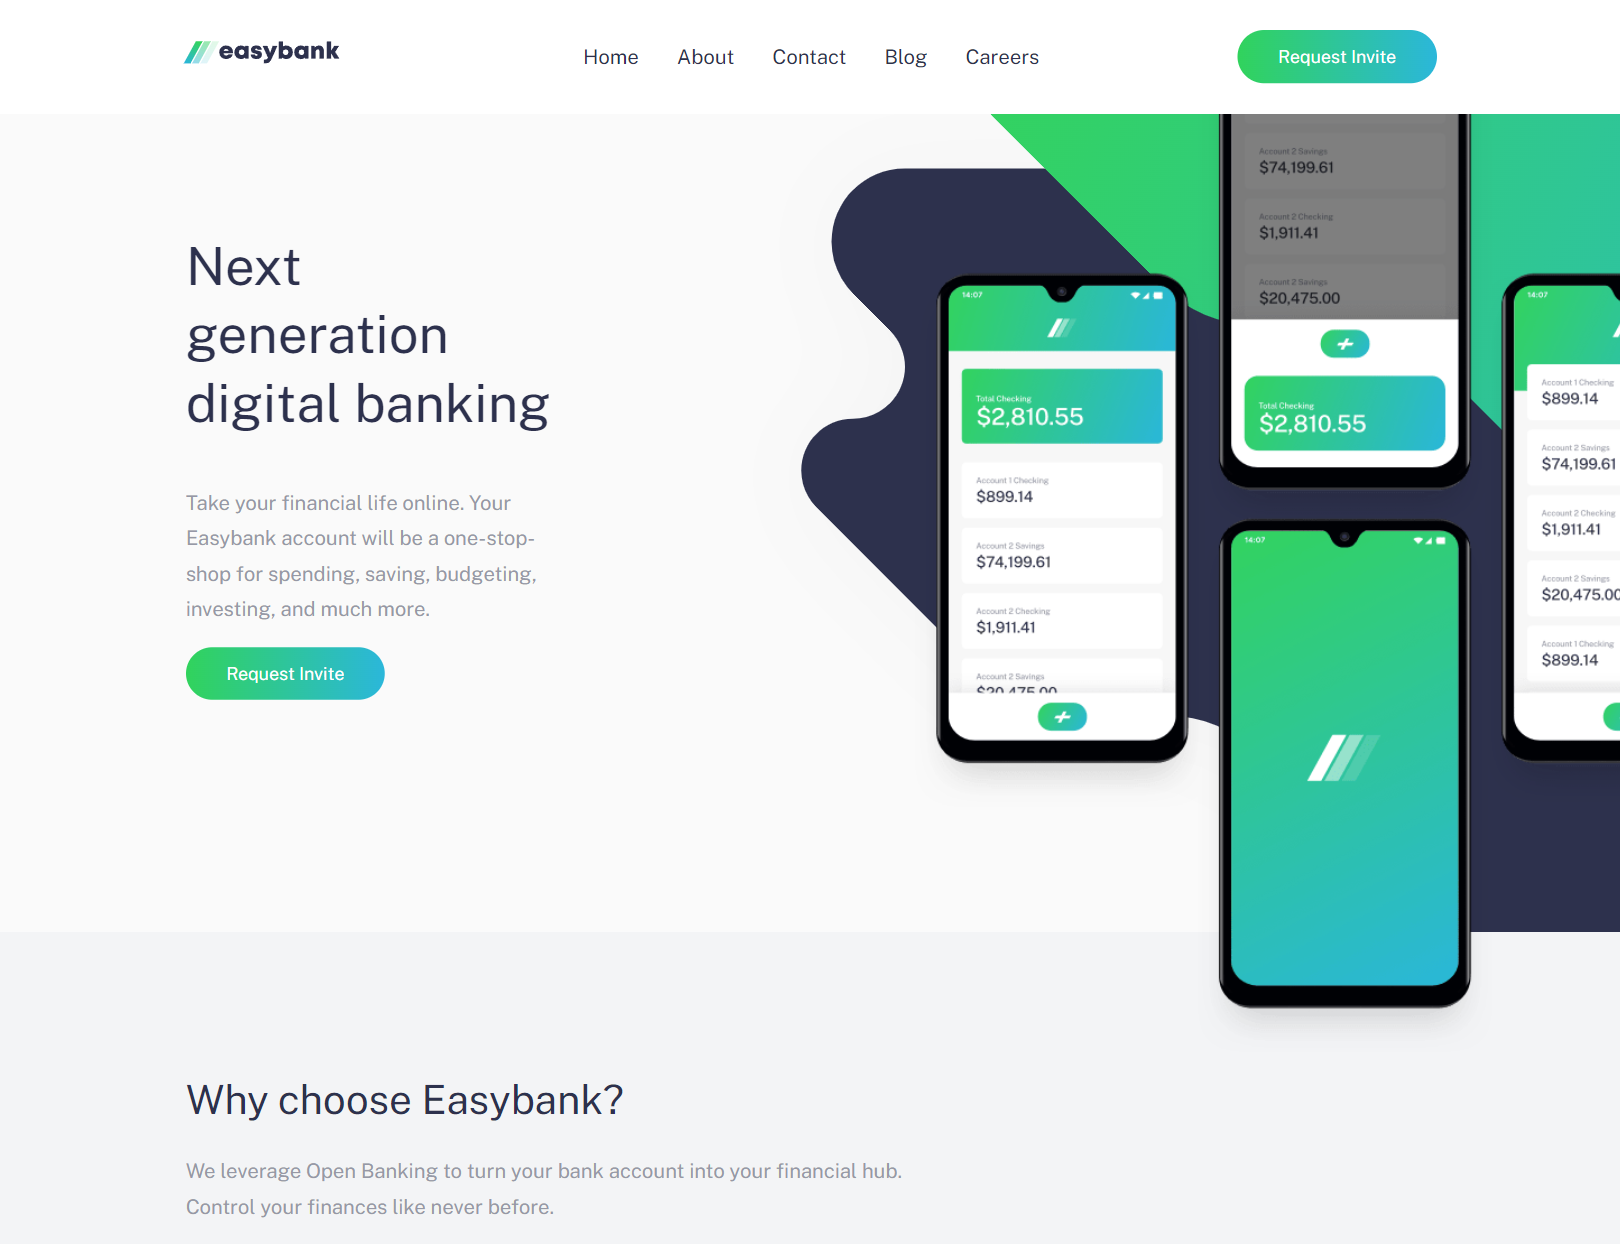 easybank
Home
About
Contact
Blog
Careers
Request Invite
Next
generation
digital banking
Take your financial life online. Your
Easybank account will be a one-stop-
shop for spending, saving, budgeting,
investing, and much more.
Request Invite
14:07
Total Checking
$2,810.55
Account 1 Checking
$899.14
Account 2 Savings
$74,199.61
Account 2 Checking
$1,911.41
Account 2 Savings
$20,475.00
Account 2 Savings
$74,199.61
Account 2 Checking
$1,911.41
Account 2 Savings
$20,475.00
Total Checking
$2,810.55
14:07
14:07
Account 1 Checking
$899.14
Account 2 Savings
$74,199.61
Account 2 Checking
$1,911.41
Account 2 Savings
$20,475.00
Account 1 Checking
$899.14
Why choose Easybank?
We leverage Open Banking to turn your bank account into your financial hub.
Control your finances like never before.